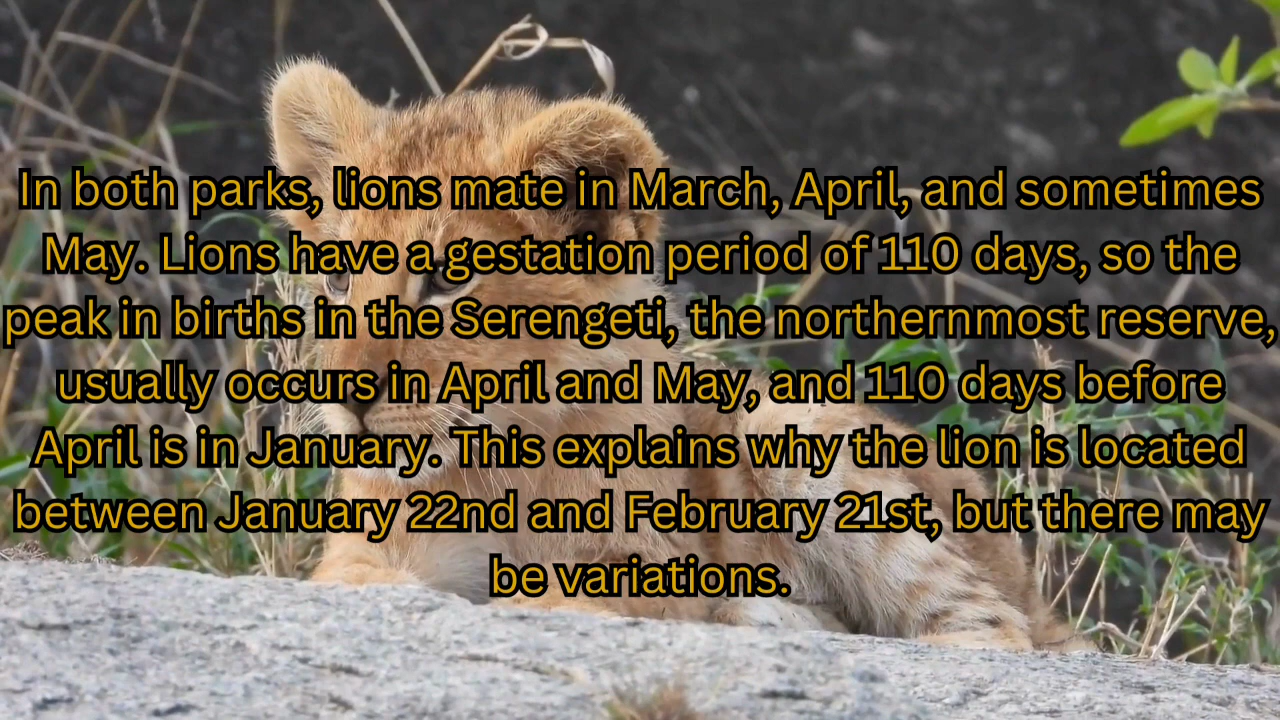 In both parks, lions mate in March, April, and sometimes
May. Lions have a gestation period of 110 days, so the
peak in births in the Serengeti, the northernmost reserve,
usually occurs in April and May, and 110 days before
April is in January. This explains why the lion is located
between January 22nd and February 21st, but there may
be variations.